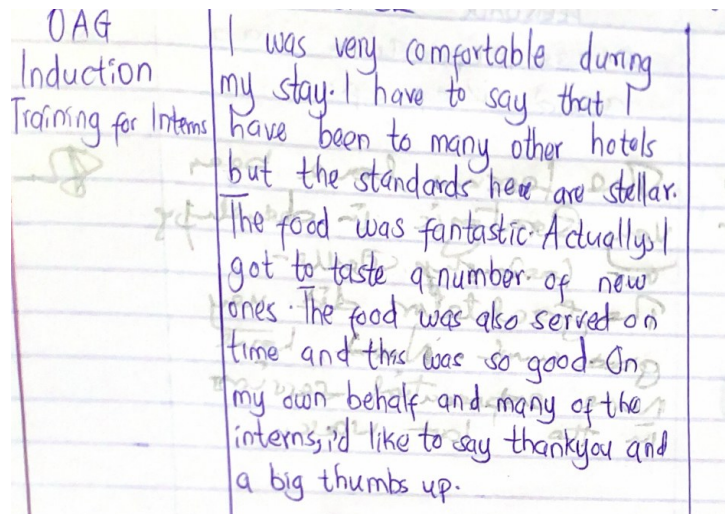 OAG
Induction
Training for Interns
I was very comfortable during
my stay. I have to say that I
have been to many other hotels
but the standards here are stellar.
The food was fantastic. Actually, I
got to taste a number of new
ones. The food was also served on
time and this was so good. On
my own behalf and many of the
interns, i'd like to say thankyou and
a big thumbs up.